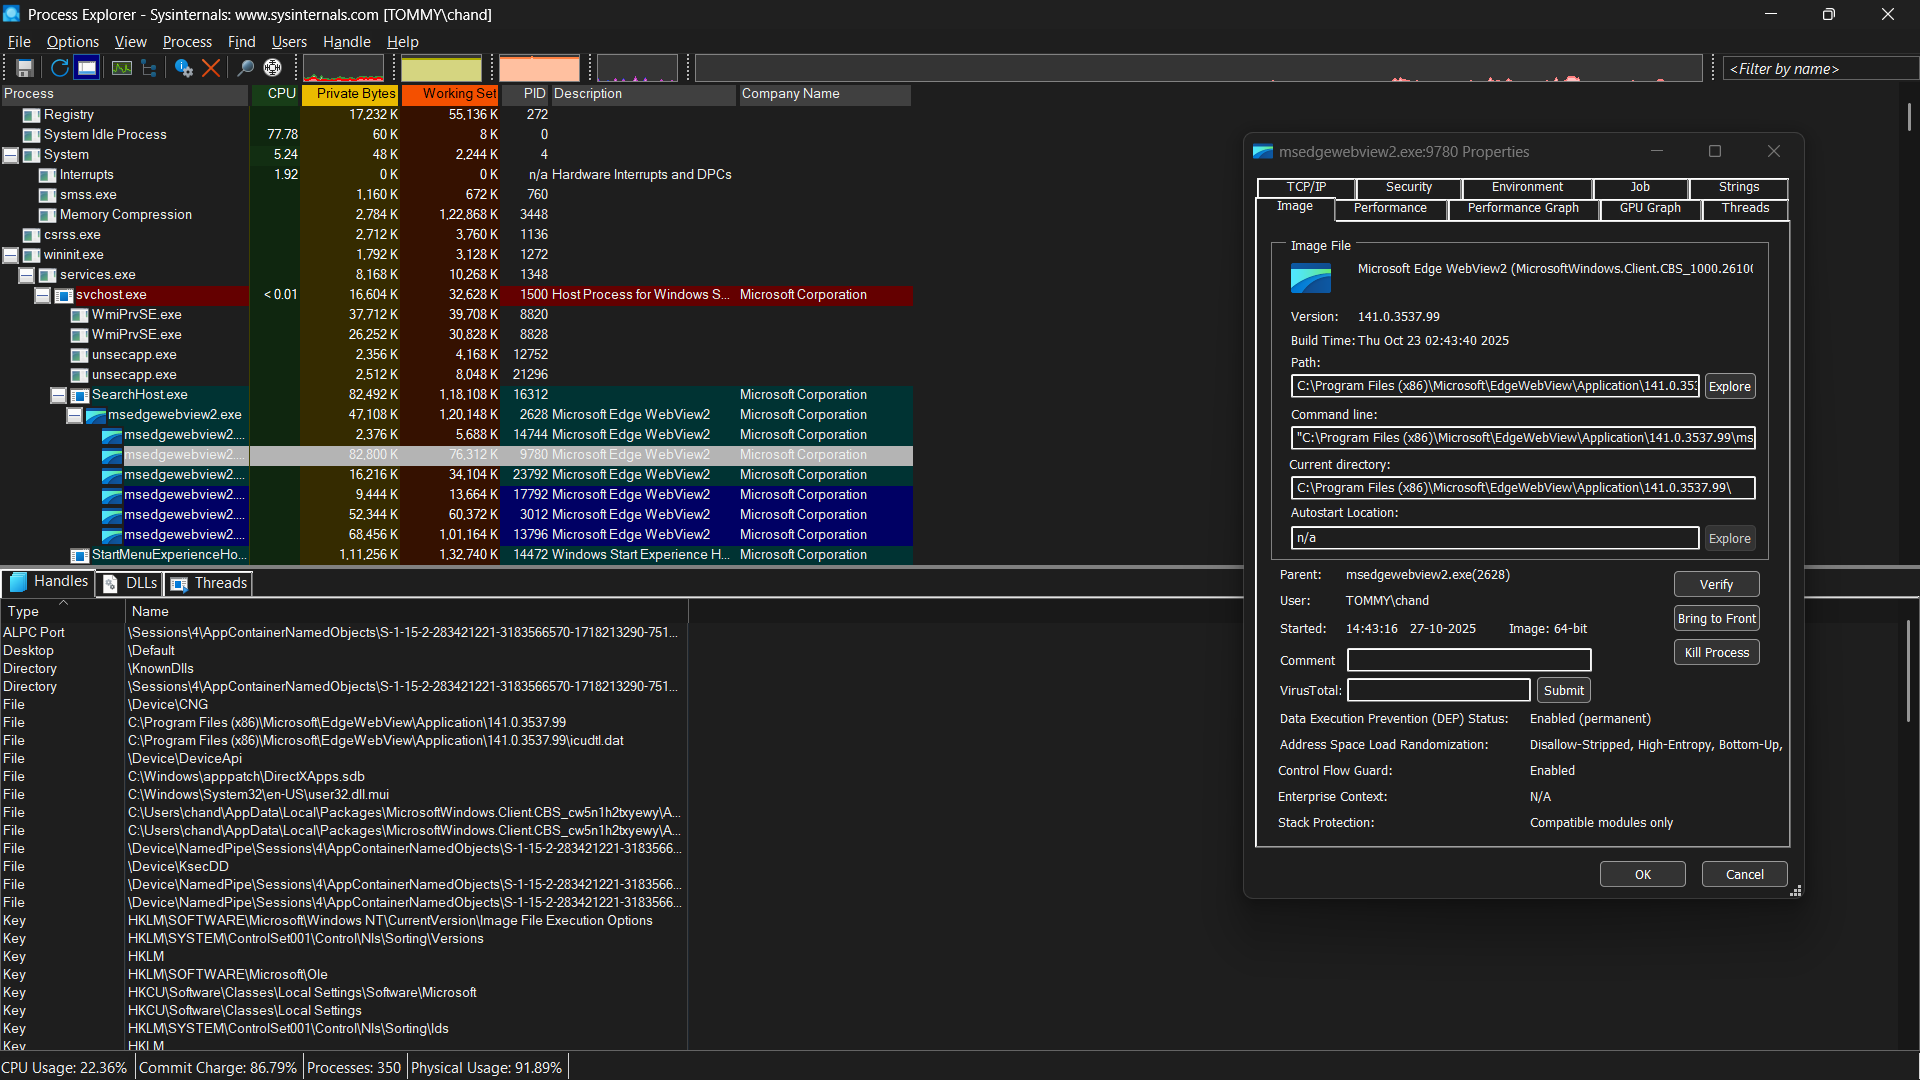 Process Explorer - Sysinternals: www.sysinternals.com [TOMMY\chand]
File Options View Process Find Users Handle Help
<Filter by name>
Process CPU Private Bytes Working Set PID Description Company Name
Registry 17,232 K 55,136 K 272
System Idle Process 77.78 60 K 8 K 0
System 5.24 48 K 2,244 K 4
Interrupts 1.92 0 K 0 K n/a Hardware Interrupts and DPCs
smss.exe 1,160 K 672 K 760
Memory Compression 2,784 K 1,22,868 K 3448
csrss.exe 2,712 K 3,760 K 1136
wininit.exe 1,792 K 3,128 K 1272
services.exe 8,168 K 10,268 K 1348
svchost.exe < 0.01 16,604 K 32,628 K 1500 Host Process for Windows S... Microsoft Corporation
WmiPrvSE.exe 37,712 K 39,708 K 8820
WmiPrvSE.exe 26,252 K 30,828 K 8828
unsecapp.exe 2,356 K 4,168 K 12752
unsecapp.exe 2,512 K 8,048 K 21296
SearchHost.exe 82,492 K 1,18,108 K 16312 Microsoft Corporation
msedgewebview2.exe 47,108 K 1,20,148 K 2628 Microsoft Edge WebView2 Microsoft Corporation
msedgewebview2.... 2,376 K 5,688 K 14744 Microsoft Edge WebView2 Microsoft Corporation
msedgewebview2.... 82,800 K 76,312 K 9780 Microsoft Edge WebView2 Microsoft Corporation
msedgewebview2.... 16,216 K 34,104 K 23792 Microsoft Edge WebView2 Microsoft Corporation
msedgewebview2.... 9,444 K 13,664 K 17792 Microsoft Edge WebView2 Microsoft Corporation
msedgewebview2.... 52,344 K 60,372 K 3012 Microsoft Edge WebView2 Microsoft Corporation
msedgewebview2.... 68,456 K 1,01,164 K 13796 Microsoft Edge WebView2 Microsoft Corporation
StartMenuExperienceHo... 1,11,256 K 1,32,740 K 14472 Windows Start Experience H... Microsoft Corporation
Handles DLLs Threads
Type Name
ALPC Port \Sessions\4\AppContainerNamedObjects\S-1-15-2-283421221-3183566570-1718213290-751...
Desktop \Default
Directory \KnownDlls
Directory \Sessions\4\AppContainerNamedObjects\S-1-15-2-283421221-3183566570-1718213290-751...
File \Device\CNG
File C:\Program Files (x86)\Microsoft\EdgeWebView\Application\141.0.3537.99
File C:\Program Files (x86)\Microsoft\EdgeWebView\Application\141.0.3537.99\icudtl.dat
File \Device\DeviceApi
File C:\Windows\apppatch\DirectXApps.sdb
File C:\Windows\System32\en-US\user32.dll.mui
File C:\Users\chand\AppData\Local\Packages\MicrosoftWindows.Client.CBS_cw5n1h2txyewy\A...
File C:\Users\chand\AppData\Local\Packages\MicrosoftWindows.Client.CBS_cw5n1h2txyewy\A...
File \Device\NamedPipe\Sessions\4\AppContainerNamedObjects\S-1-15-2-283421221-3183566...
File \Device\KsecDD
File \Device\NamedPipe\Sessions\4\AppContainerNamedObjects\S-1-15-2-283421221-3183566...
File \Device\NamedPipe\Sessions\4\AppContainerNamedObjects\S-1-15-2-283421221-3183566...
Key HKLM\SOFTWARE\Microsoft\Windows NT\CurrentVersion\Image File Execution Options
Key HKLM\SYSTEM\ControlSet001\Control\Nls\Sorting\Versions
Key HKLM
Key HKLM\SOFTWARE\Microsoft\Ole
Key HKCU\Software\Classes\Local Settings\Software\Microsoft
Key HKCU\Software\Classes\Local Settings
Key HKLM\SYSTEM\ControlSet001\Control\Nls\Sorting\Ids
Key HKLM
CPU Usage: 22.36% Commit Charge: 86.79% Processes: 350 Physical Usage: 91.89%
msedgewebview2.exe:9780 Properties
TCP/IP Security Environment Job Strings
Image Performance Performance Graph GPU Graph Threads
Image File
Microsoft Edge WebView2 (MicrosoftWindows.Client.CBS_1000.26100
Version: 141.0.3537.99
Build Time: Thu Oct 23 02:43:40 2025
Path:
C:\Program Files (x86)\Microsoft\EdgeWebView\Application\141.0.353 Explore
Command line:
"C:\Program Files (x86)\Microsoft\EdgeWebView\Application\141.0.3537.99\ms
Current directory:
C:\Program Files (x86)\Microsoft\EdgeWebView\Application\141.0.3537.99\
Autostart Location:
n/a Explore
Parent: msedgewebview2.exe(2628) Verify
User: TOMMY\chand
Bring to Front
Started: 14:43:16 27-10-2025 Image: 64-bit
Kill Process
Comment
VirusTotal: Submit
Data Execution Prevention (DEP) Status: Enabled (permanent)
Address Space Load Randomization: Disallow-Stripped, High-Entropy, Bottom-Up,
Control Flow Guard: Enabled
Enterprise Context: N/A
Stack Protection: Compatible modules only
OK Cancel